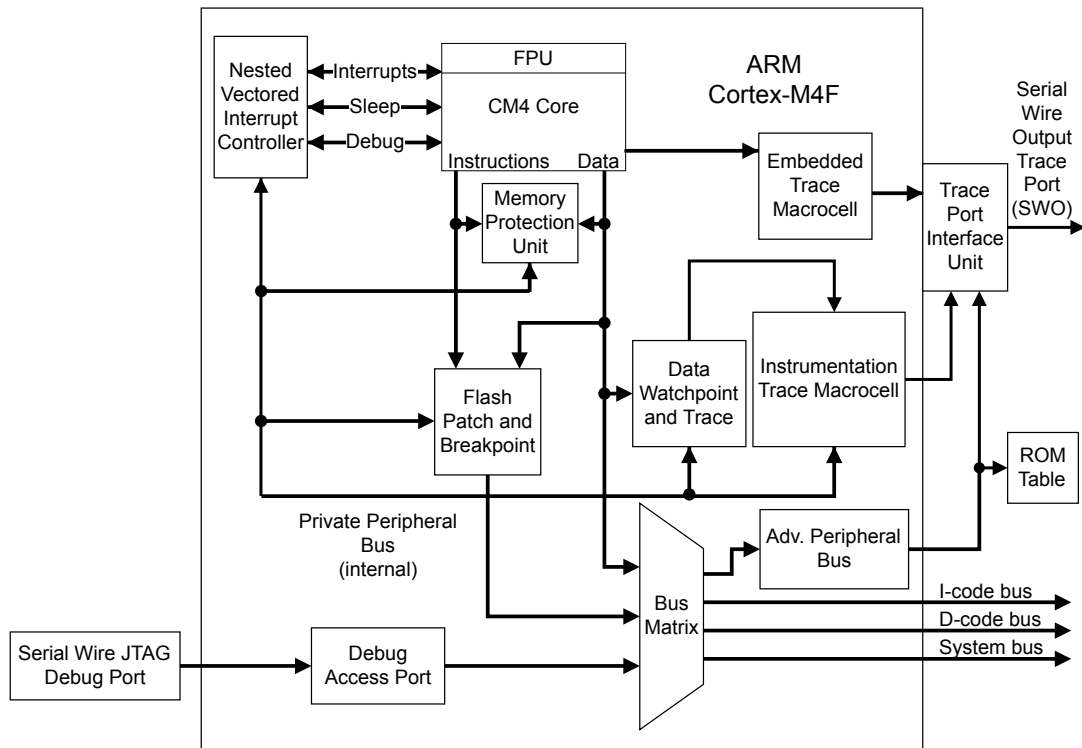 Nested
Vectored
Interrupt
Controller
Interrupts
Sleep
Debug
FPU
CM4 Core
Instructions
Data
ARM
Cortex-M4F
Memory
Protection
Unit
Embedded
Trace
Macrocell
Trace
Port
Interface
Unit
Serial
Wire
Output
Trace
Port
(SWO)
Flash
Patch and
Breakpoint
Data
Watchpoint
and Trace
Instrumentation
Trace Macrocell
ROM
Table
Private Peripheral
Bus
(internal)
Adv. Peripheral
Bus
Bus
Matrix
I-code bus
D-code bus
System bus
Serial Wire JTAG
Debug Port
Debug
Access Port